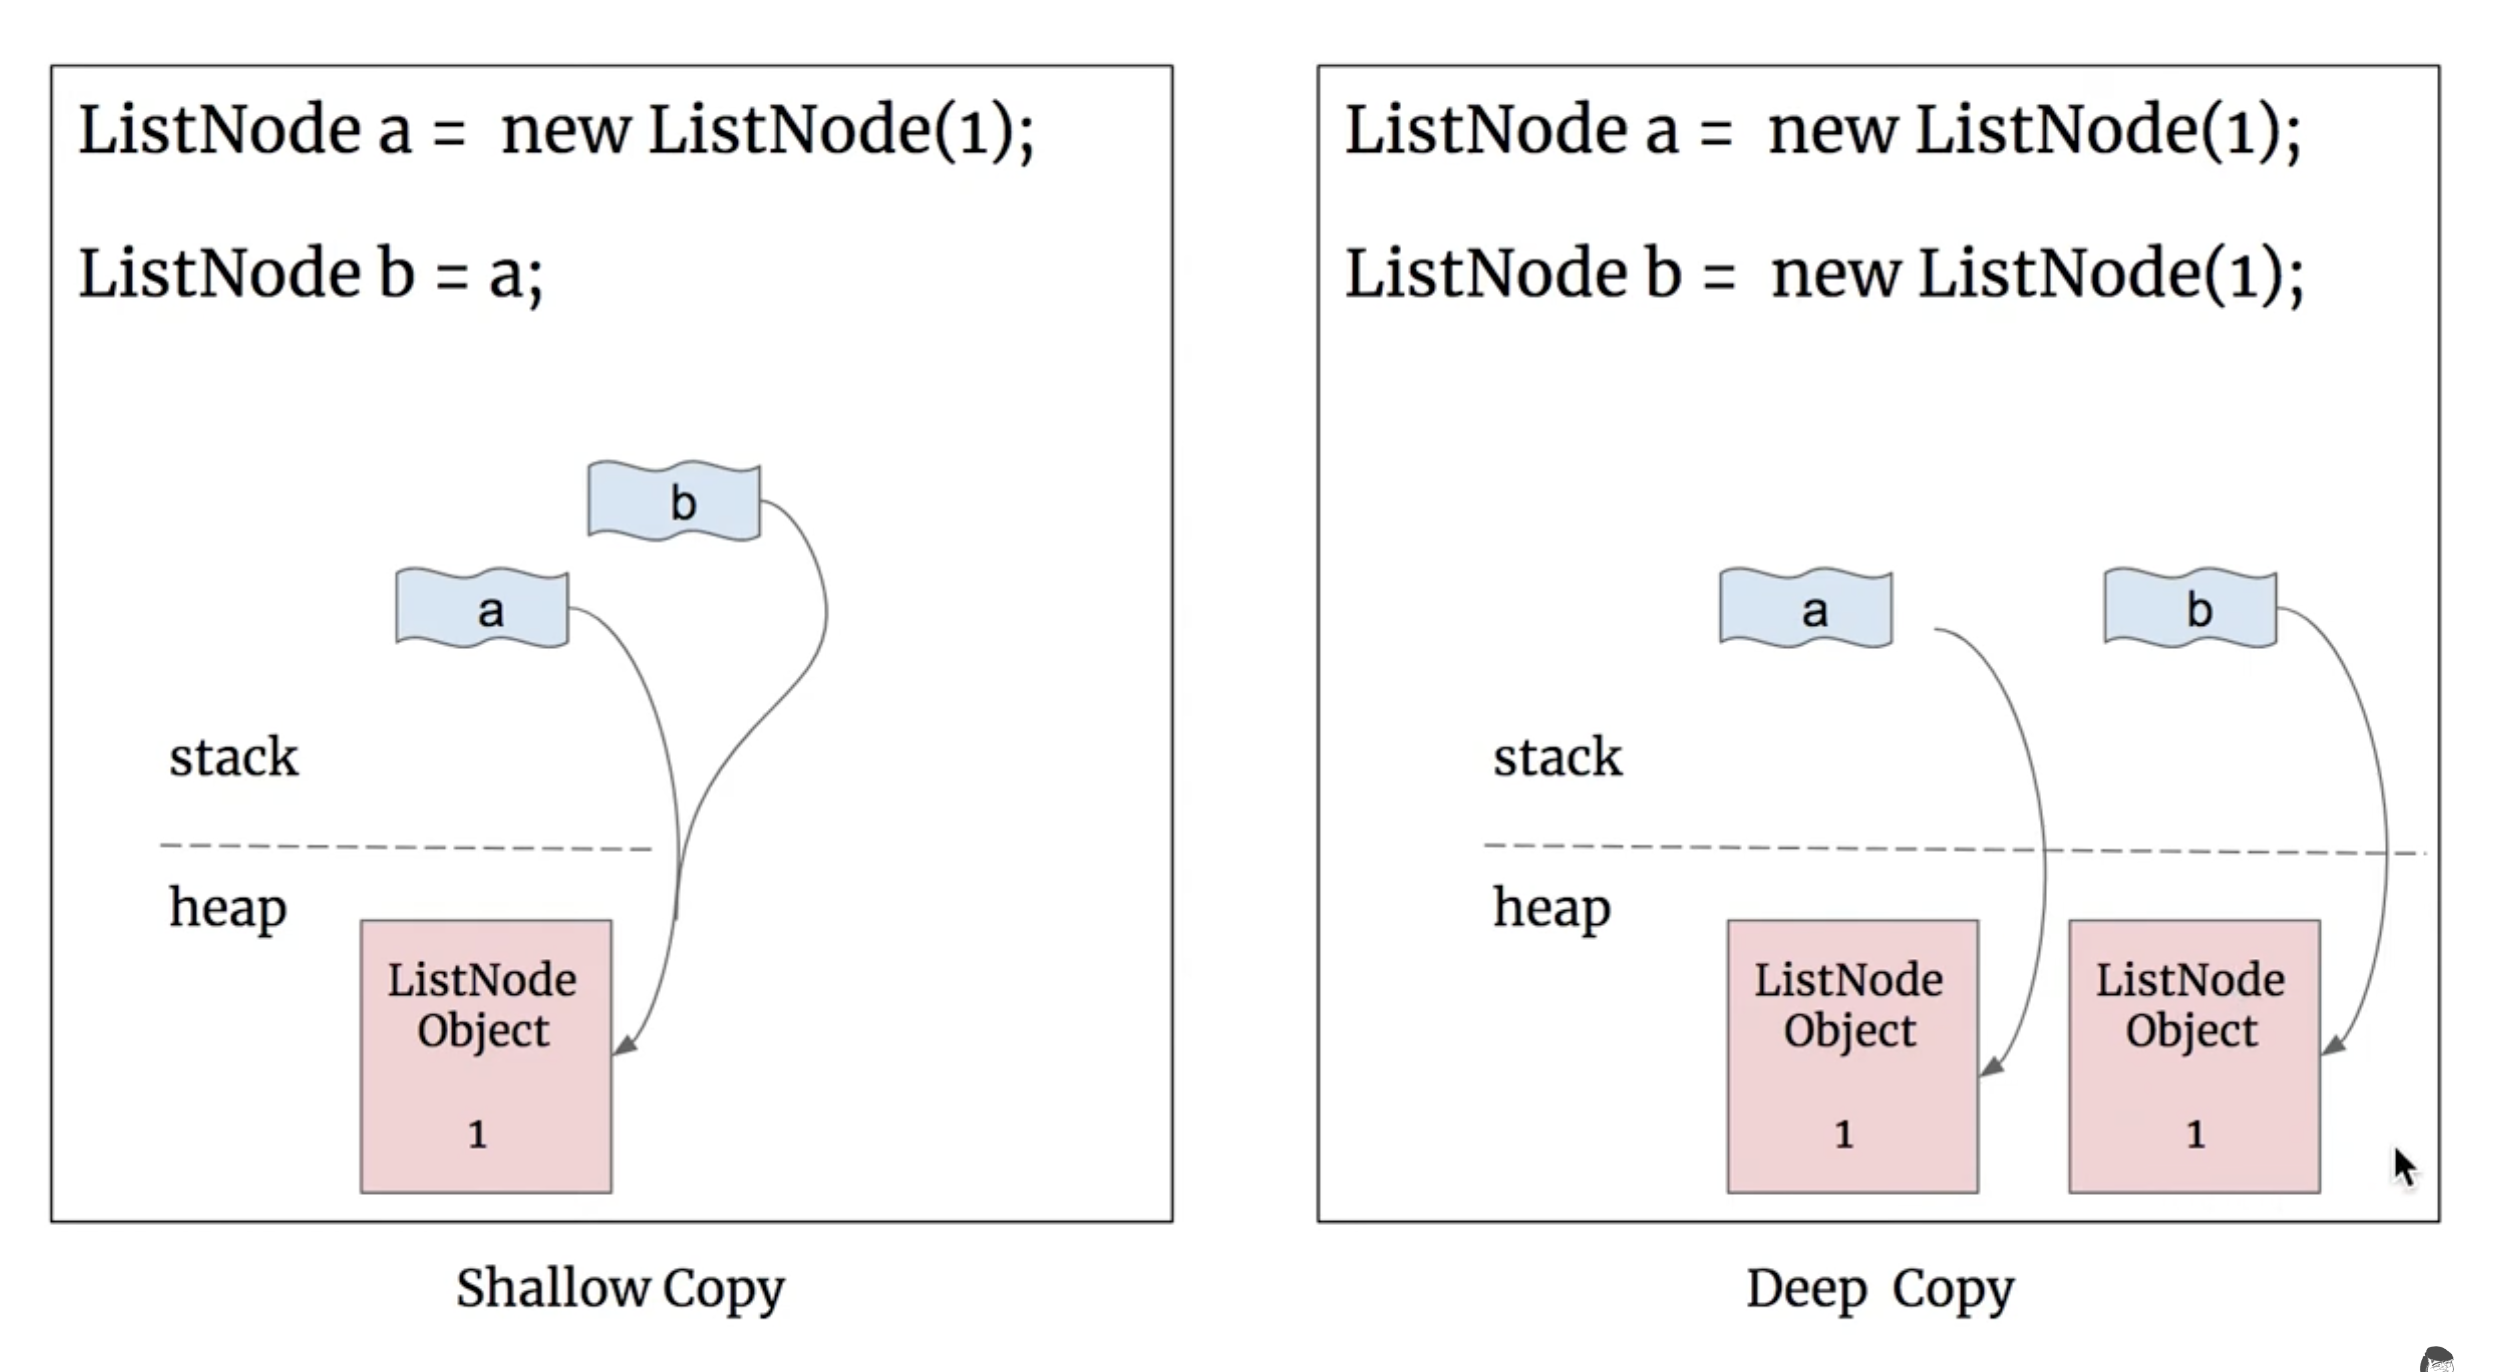 ListNode a = new ListNode(1);
ListNode b = a;
b
a
stack
heap
ListNode
Object
1
Shallow Copy
ListNode a = new ListNode(1);
ListNode b = new ListNode(1);
a
b
stack
heap
ListNode
Object
1
ListNode
Object
1
Deep Copy